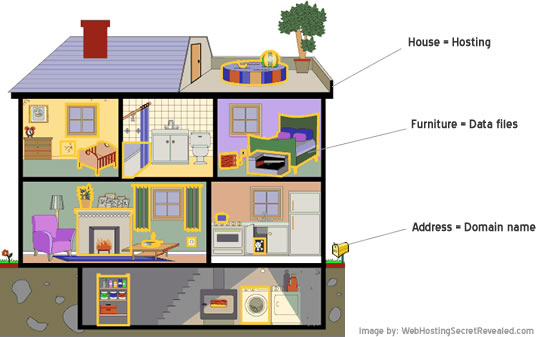 House = Hosting
Furniture = Data files
Address = Domain name
Image by: WebHostingSecretRevealed.com